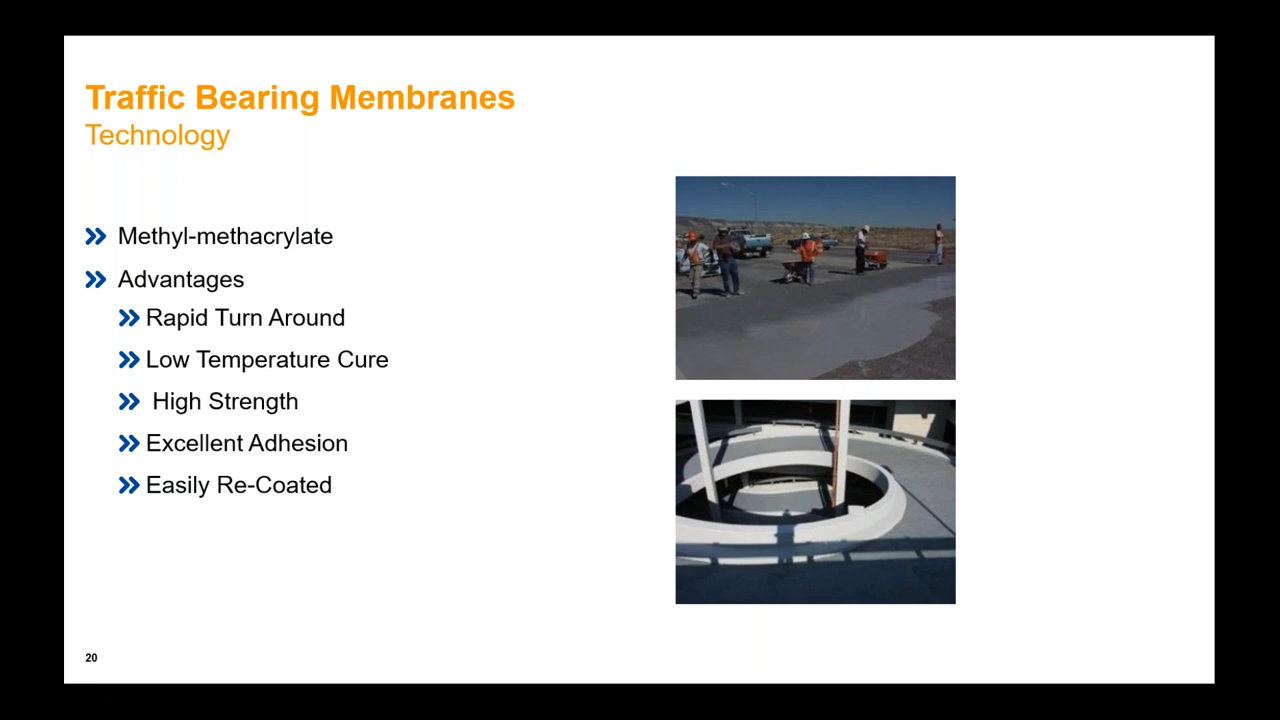 Traffic Bearing Membranes
Technology
Methyl-methacrylate
Advantages
Rapid Turn Around
Low Temperature Cure
High Strength
Excellent Adhesion
Easily Re-Coated
20